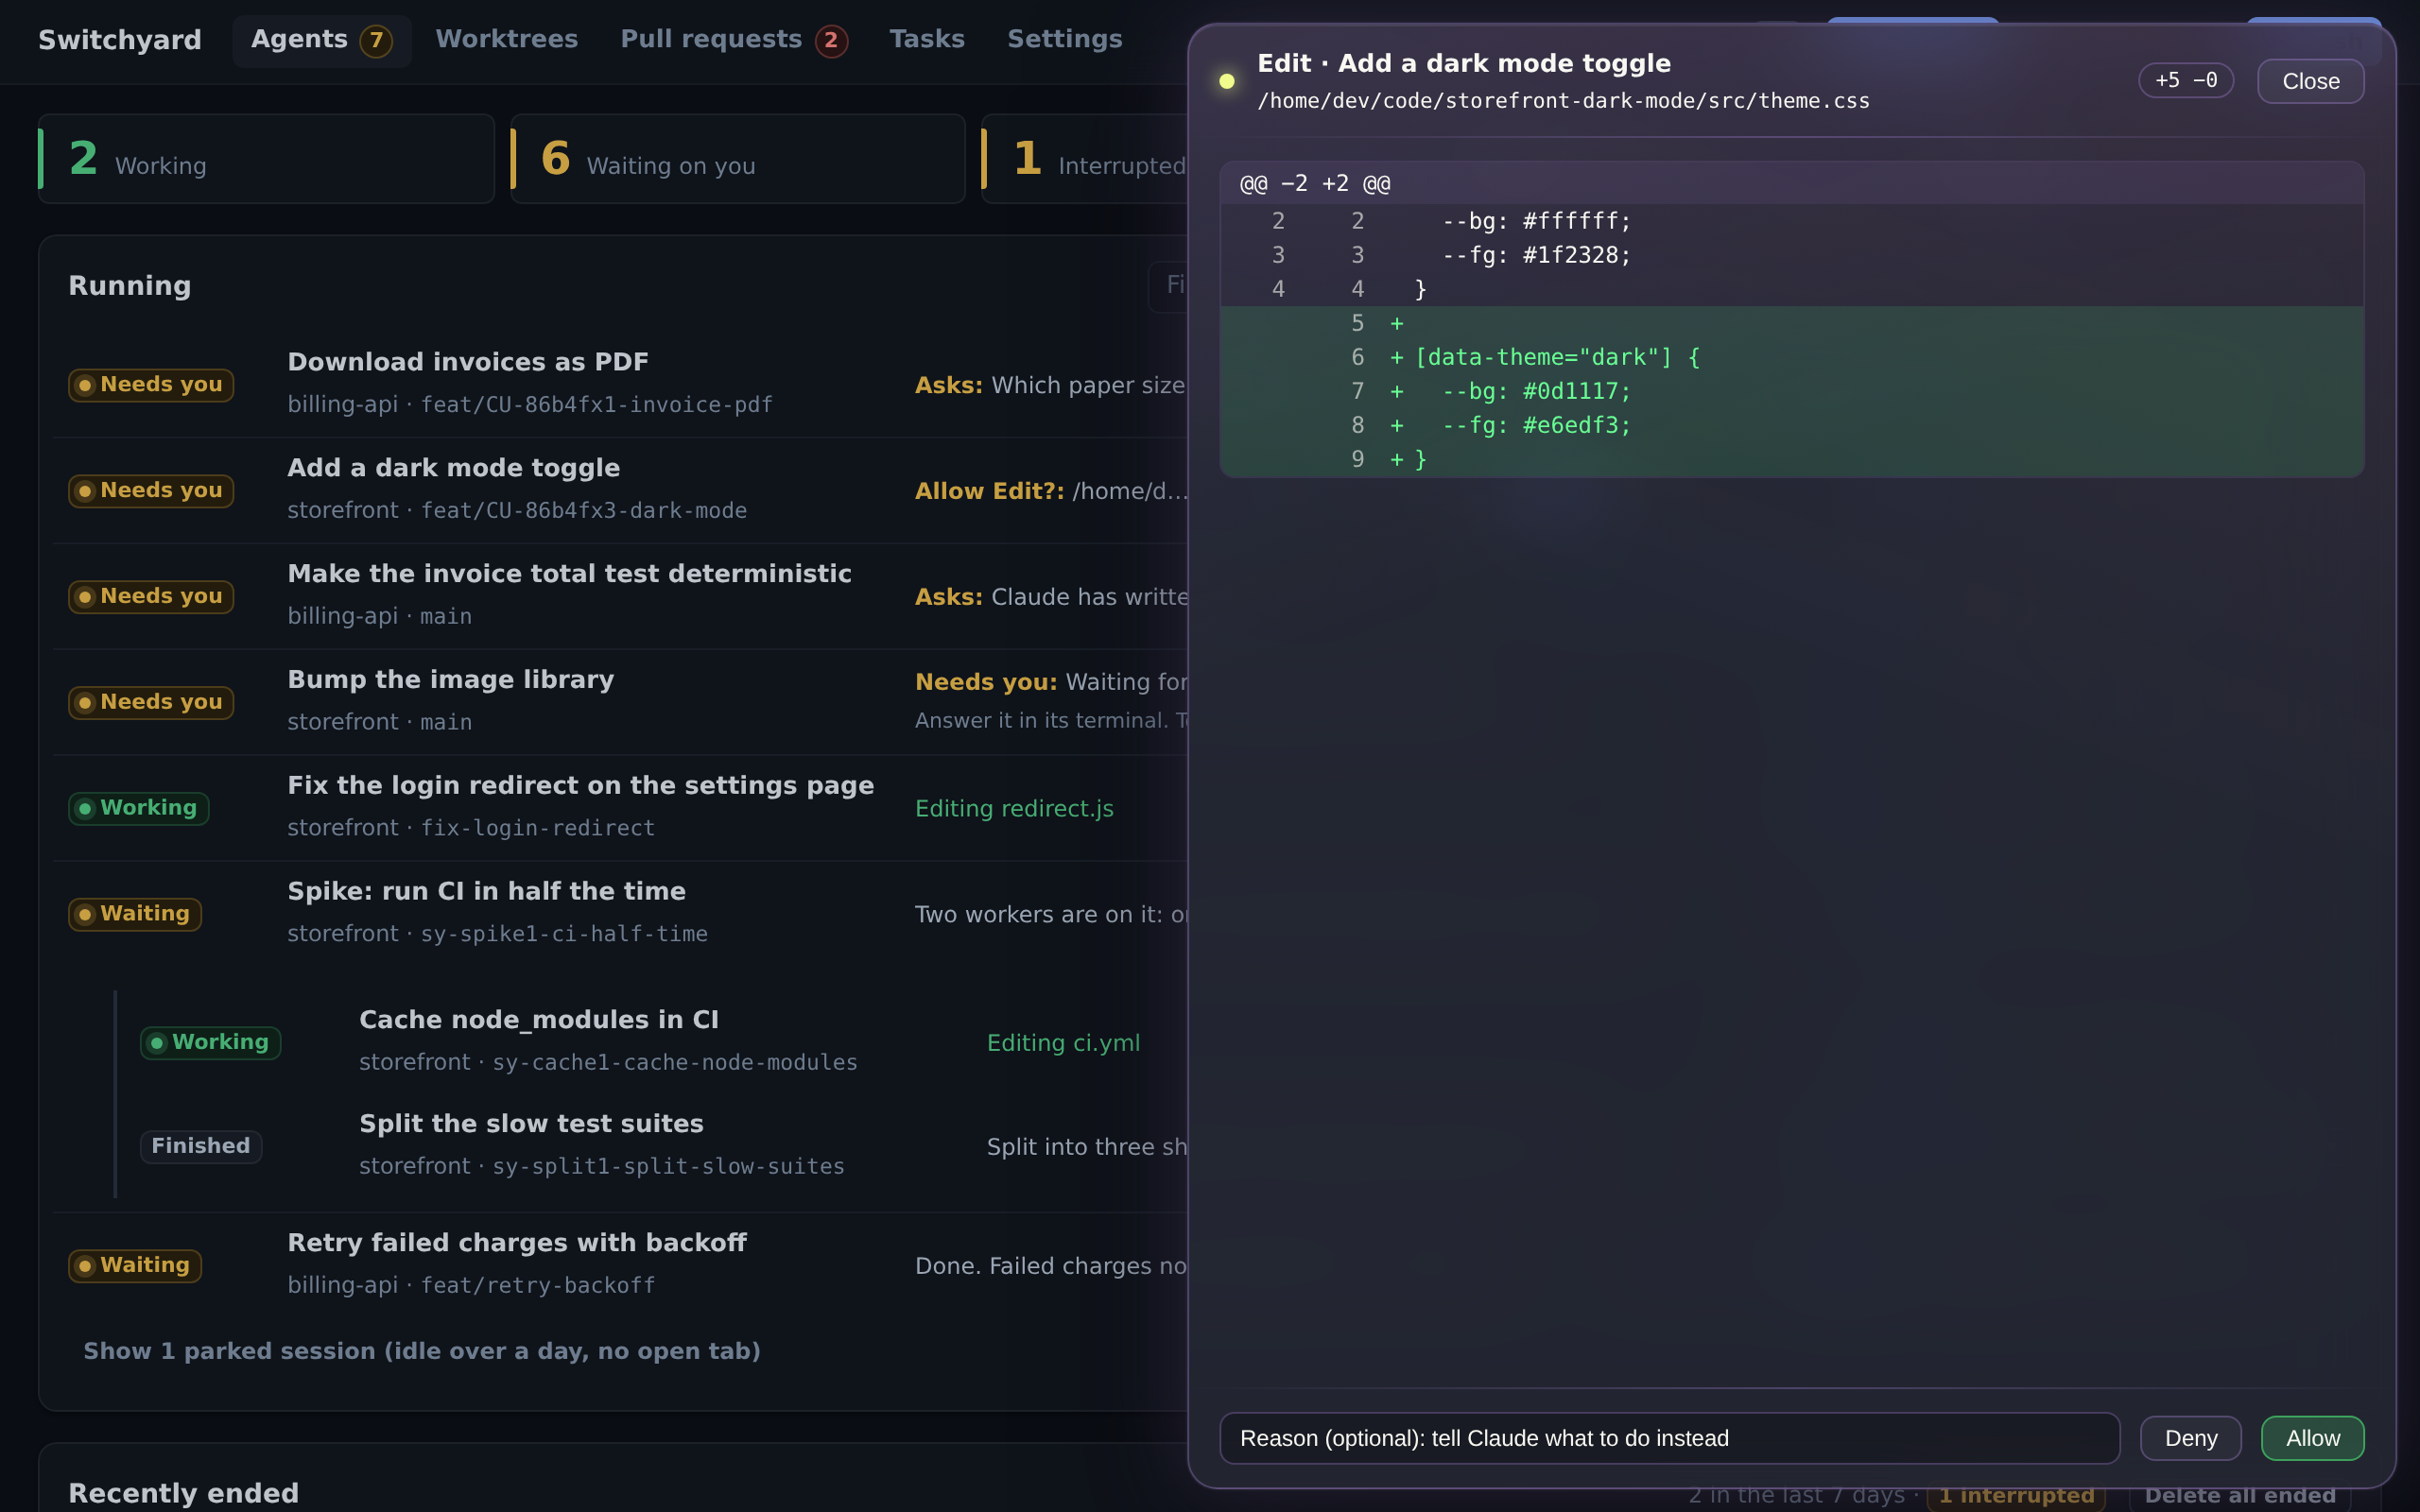 Switchyard Agents 7 Worktrees Pull requests 2 Tasks Settings
2 Working
6 Waiting on you
1 Interrupted
Running
Needs you
Download invoices as PDF
billing-api · feat/CU-86b4fx1-invoice-pdf
Asks: Which paper size
Needs you
Add a dark mode toggle
storefront · feat/CU-86b4fx3-dark-mode
Allow Edit?: /home/d…
Needs you
Make the invoice total test deterministic
billing-api · main
Asks: Claude has writte
Needs you
Bump the image library
storefront · main
Needs you: Waiting for
Answer it in its terminal.
Working
Fix the login redirect on the settings page
storefront · fix-login-redirect
Editing redirect.js
Waiting
Spike: run CI in half the time
storefront · sy-spike1-ci-half-time
Two workers are on it:
Working
Cache node_modules in CI
storefront · sy-cache1-cache-node-modules
Editing ci.yml
Finished
Split the slow test suites
storefront · sy-split1-split-slow-suites
Split into three sh
Waiting
Retry failed charges with backoff
billing-api · feat/retry-backoff
Done. Failed charges no
Show 1 parked session (idle over a day, no open tab)
Recently ended
2 in the last 7 days · 1 interrupted Delete all ended
Edit · Add a dark mode toggle
/home/dev/code/storefront-dark-mode/src/theme.css
+5 −0 Close
@@ −2 +2 @@
2 2 --bg: #ffffff;
3 3 --fg: #1f2328;
4 4 }
5 +
6 + [data-theme="dark"] {
7 + --bg: #0d1117;
8 + --fg: #e6edf3;
9 + }
Reason (optional): tell Claude what to do instead Deny Allow